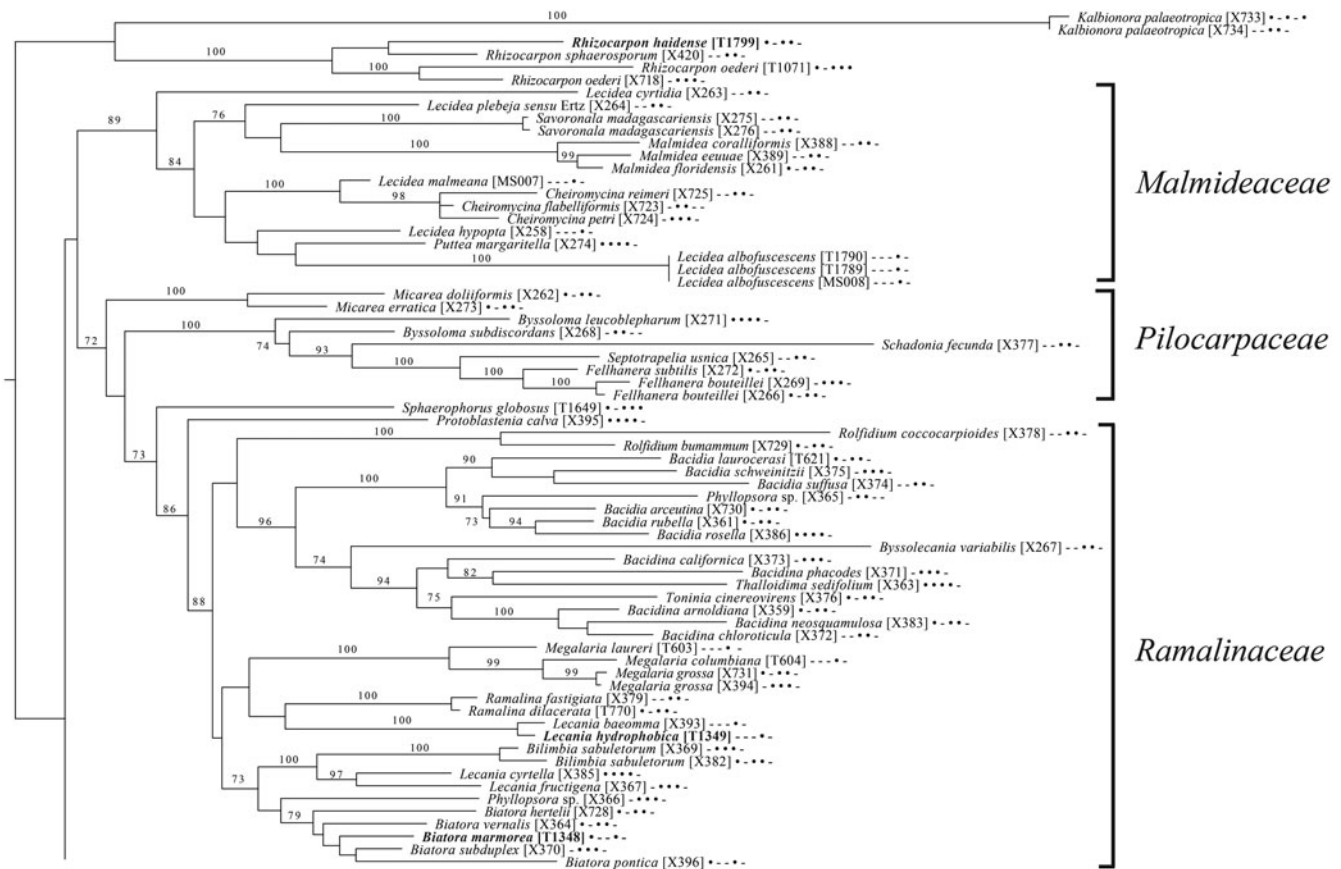 100
Kalbionora palaeotropica [X733] • - • - •
Kalbionora palaeotropica [X734] - - • • -
Rhizocarpon haidense [T1799] • - • • -
100
Rhizocarpon sphaerosporum [X420] - - • • -
100
Rhizocarpon oederi [T1071] • - • • •
Rhizocarpon oederi [X718] - • • • -
Lecidea cyrtidia [X263] - - • • -
89
76
Lecidea plebeja sensu Ertz [X264] - - • • -
100
Savoronala madagascariensis [X275] - - • • -
Savoronala madagascariensis [X276] - - • • -
100
Malmidea coralliformis [X388] - - • • -
99
Malmidea eeuuae [X389] - - • • -
84
Malmidea floridensis [X261] - • • • -
100
Lecidea malmeana [MS007] - - - • -
98
Cheiromycina reimeri [X725] - - • • -
Cheiromycina flabelliformis [X723] - • • - -
Cheiromycina petri [X724] - • • • -
Lecidea hypopta [X258] - - - • -
Puttea margaritella [X274] • • • • -
100
Lecidea albofuscescens [T1790] - - - • -
Lecidea albofuscescens [T1789] - - - • -
Lecidea albofuscescens [MS008] - - - • -
Malmideaceae
100
Micarea doliiformis [X262] • - • • -
Micarea erratica [X273] • - • • -
72
100
Byssoloma leucoblepharum [X271] • • • • -
74
Byssoloma subdiscordans [X268] - • • - -
93
Schadonia fecunda [X377] - - • • -
100
Septotrapelia usnica [X265] - - • • -
100
Fellhanera subtilis [X272] • - • • -
100
Fellhanera bouteillei [X269] - • • • -
Fellhanera bouteillei [X266] - - • • -
Pilocarpaceae
Sphaerophorus globosus [T1649] • - • • •
Protoblastenia calva [X395] • • • • -
73
100
Rolfidium coccocarpioides [X378] - - • • -
Rolfidium bumammum [X729] • - • • -
90
Bacidia laurocerasi [T621] • - • • -
Bacidia schweinitzii [X375] - • • • -
100
Bacidia suffusa [X374] - - • • -
91
Phyllopsora sp. [X365] - • • - -
86
Bacidia arceutina [X730] • - • • -
96
73
94
Bacidia rubella [X361] • - • • -
Bacidia rosella [X386] • • • • -
Byssolecania variabilis [X267] - - • • -
74
Bacidina californica [X373] - • • • -
94
82
Bacidina phacodes [X371] - • • • -
Thalloidima sedifolium [X363] • • • • -
75
Toninia cinereovirens [X376] • - • • -
88
100
Bacidina arnoldiana [X359] • - • • -
Bacidina neosquamulosa [X383] • - • • -
Bacidina chloroticula [X372] - - • • -
100
Megalaria laureri [T603] - - - • -
99
Megalaria columbiana [T604] - - - • -
99
Megalaria grossa [X731] • - • • -
Megalaria grossa [X394] - • • • -
100
Ramalina fastigiata [X379] - - • • -
Ramalina dilacerata [T770] • - • • -
100
Lecania baeomma [X393] - - - • -
Lecania hydrophobica [T1349] - - - • -
100
Bilimbia sabuletorum [X369] - • • • -
Bilimbia sabuletorum [X382] • - • • -
73
97
Lecania cyrtella [X385] • • • • -
Lecania fructigena [X367] - • • • -
Phyllopsora sp. [X366] - • • • -
79
Biatora hertelii [X728] - • - • • -
Biatora vernalis [X364] - • • • -
Biatora marmorea [T1348] • - - • -
Biatora subduplex [X370] - • • • -
Biatora pontica [X396] • - - • -
Ramalinaceae